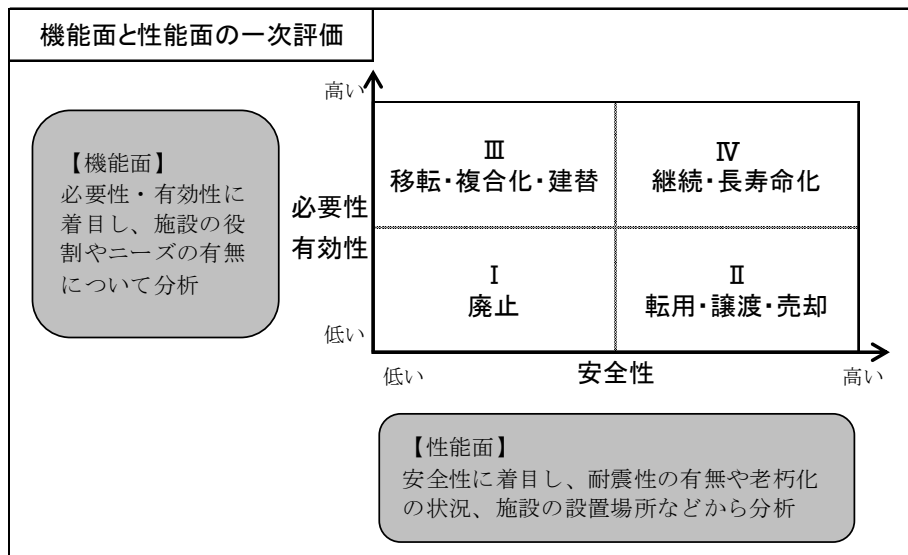 機能面と性能面の一次評価
高い
【機能面】
必要性・有効性に
着目し、施設の役
割やニーズの有無
について分析
必要性
有効性
Ⅲ
移転・複合化・建替
Ⅳ
継続・長寿命化
Ⅰ
廃止
Ⅱ
転用・譲渡・売却
低い
低い
安全性
高い
【性能面】
安全性に着目し、耐震性の有無や老朽化
の状況、施設の設置場所などから分析